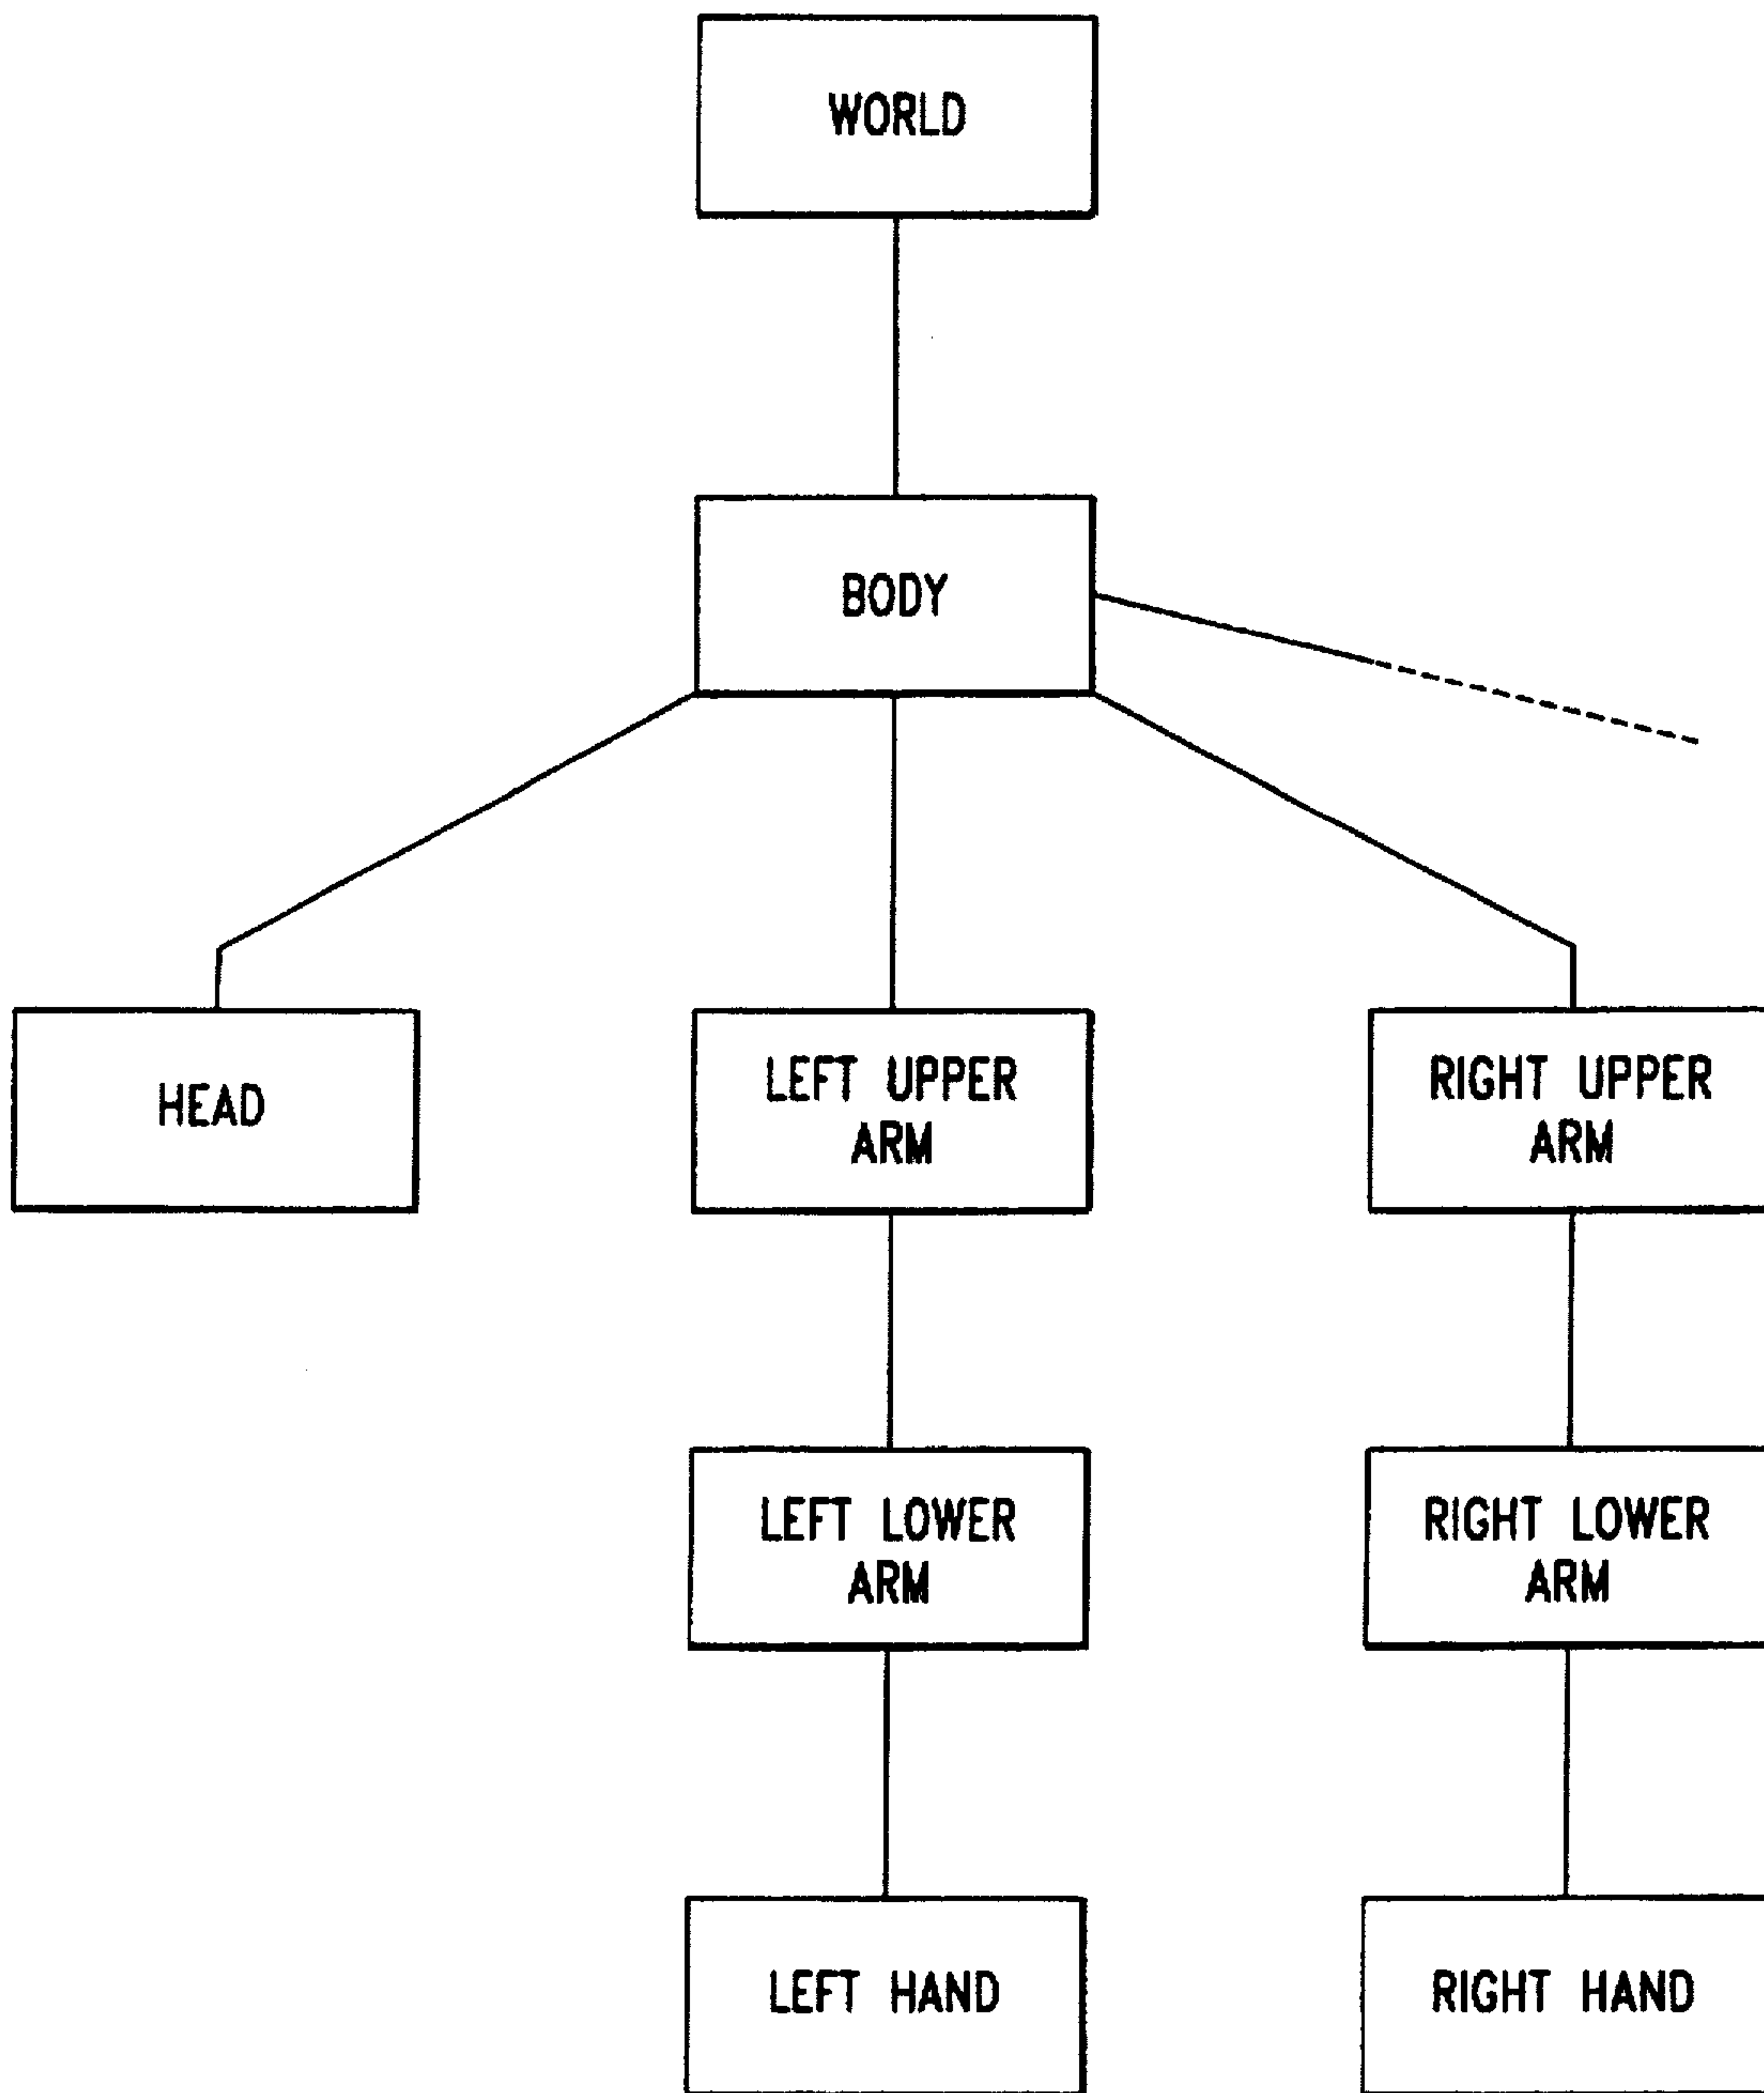 WORLD
BODY
HEAD
LEFT UPPER
ARM
RIGHT UPPER
ARM
LEFT LOWER
ARM
RIGHT LOWER
ARM
LEFT HAND
RIGHT HAND